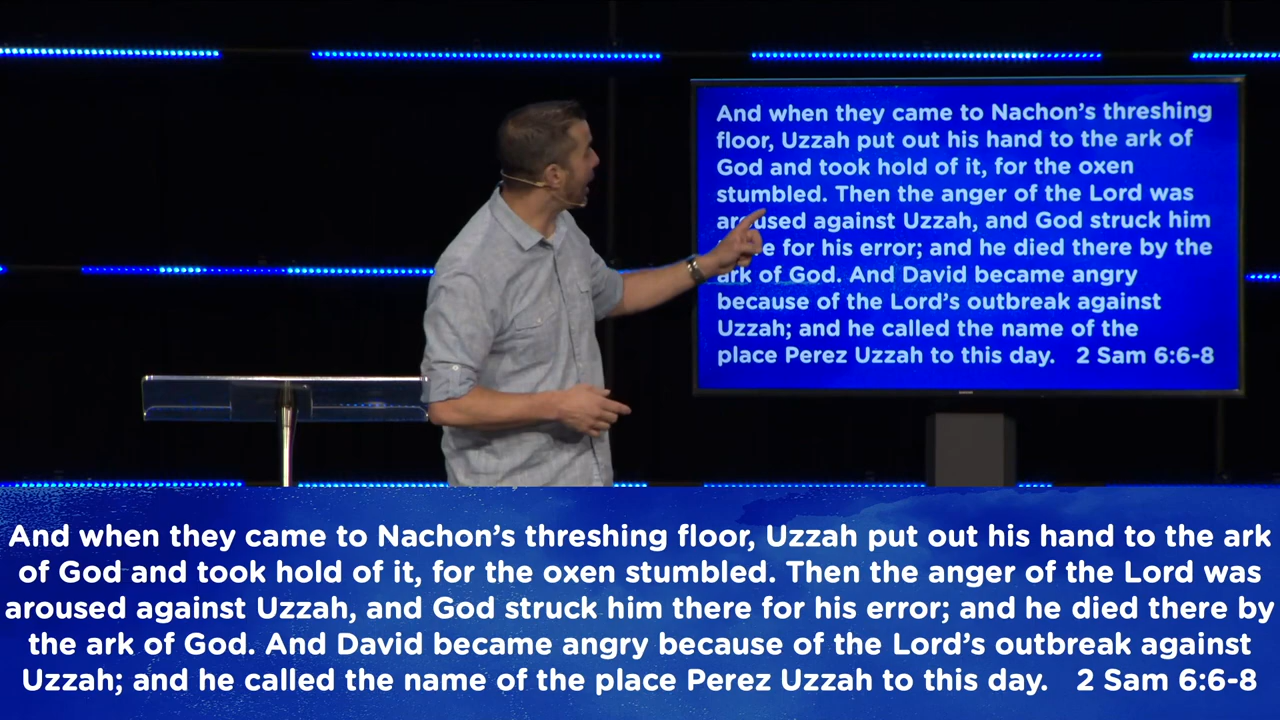 And when they came to Nachon's threshing
floor, Uzzah put out his hand to the ark of
God and took hold of it, for the oxen
stumbled. Then the anger of the Lord was
aroused against Uzzah, and God struck him
for his error; and he died there by the
ark of God. And David became angry
because of the Lord's outbreak against
Uzzah; and he called the name of the
place Perez Uzzah to this day. 2 Sam 6:6-8
And when they came to Nachon's threshing floor, Uzzah put out his hand to the ark
of God and took hold of it, for the oxen stumbled. Then the anger of the Lord was
aroused against Uzzah, and God struck him there for his error; and he died there by
the ark of God. And David became angry because of the Lord's outbreak against
Uzzah; and he called the name of the place Perez Uzzah to this day. 2 Sam 6:6-8